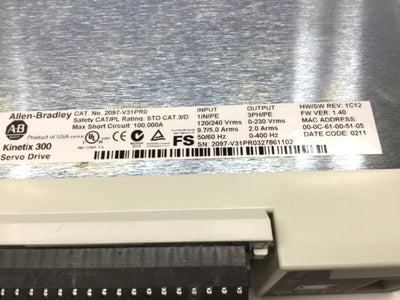 Allen-Bradley
CAT. No. 2097-V31PR0
Safety CAT/PL Rating: STO CAT.3/D
Max Short Circuit: 100.000A
INPUT
1/N/PE
120/240 Vrms
9.7/5.0 Arms
50/60 Hz
OUTPUT
3PH/PE
0-230 Vrms
2.0 Arms
0-400 Hz
HW/SW REV: 1C12
FW VER: 1.40
MAC ADDRESS:
00-0C-61-00-51-05
DATE CODE: 0211
AB
Product of USA
Kinetix 300
Servo Drive
LISTED
FS
SN: 2097-V31PR0327861102